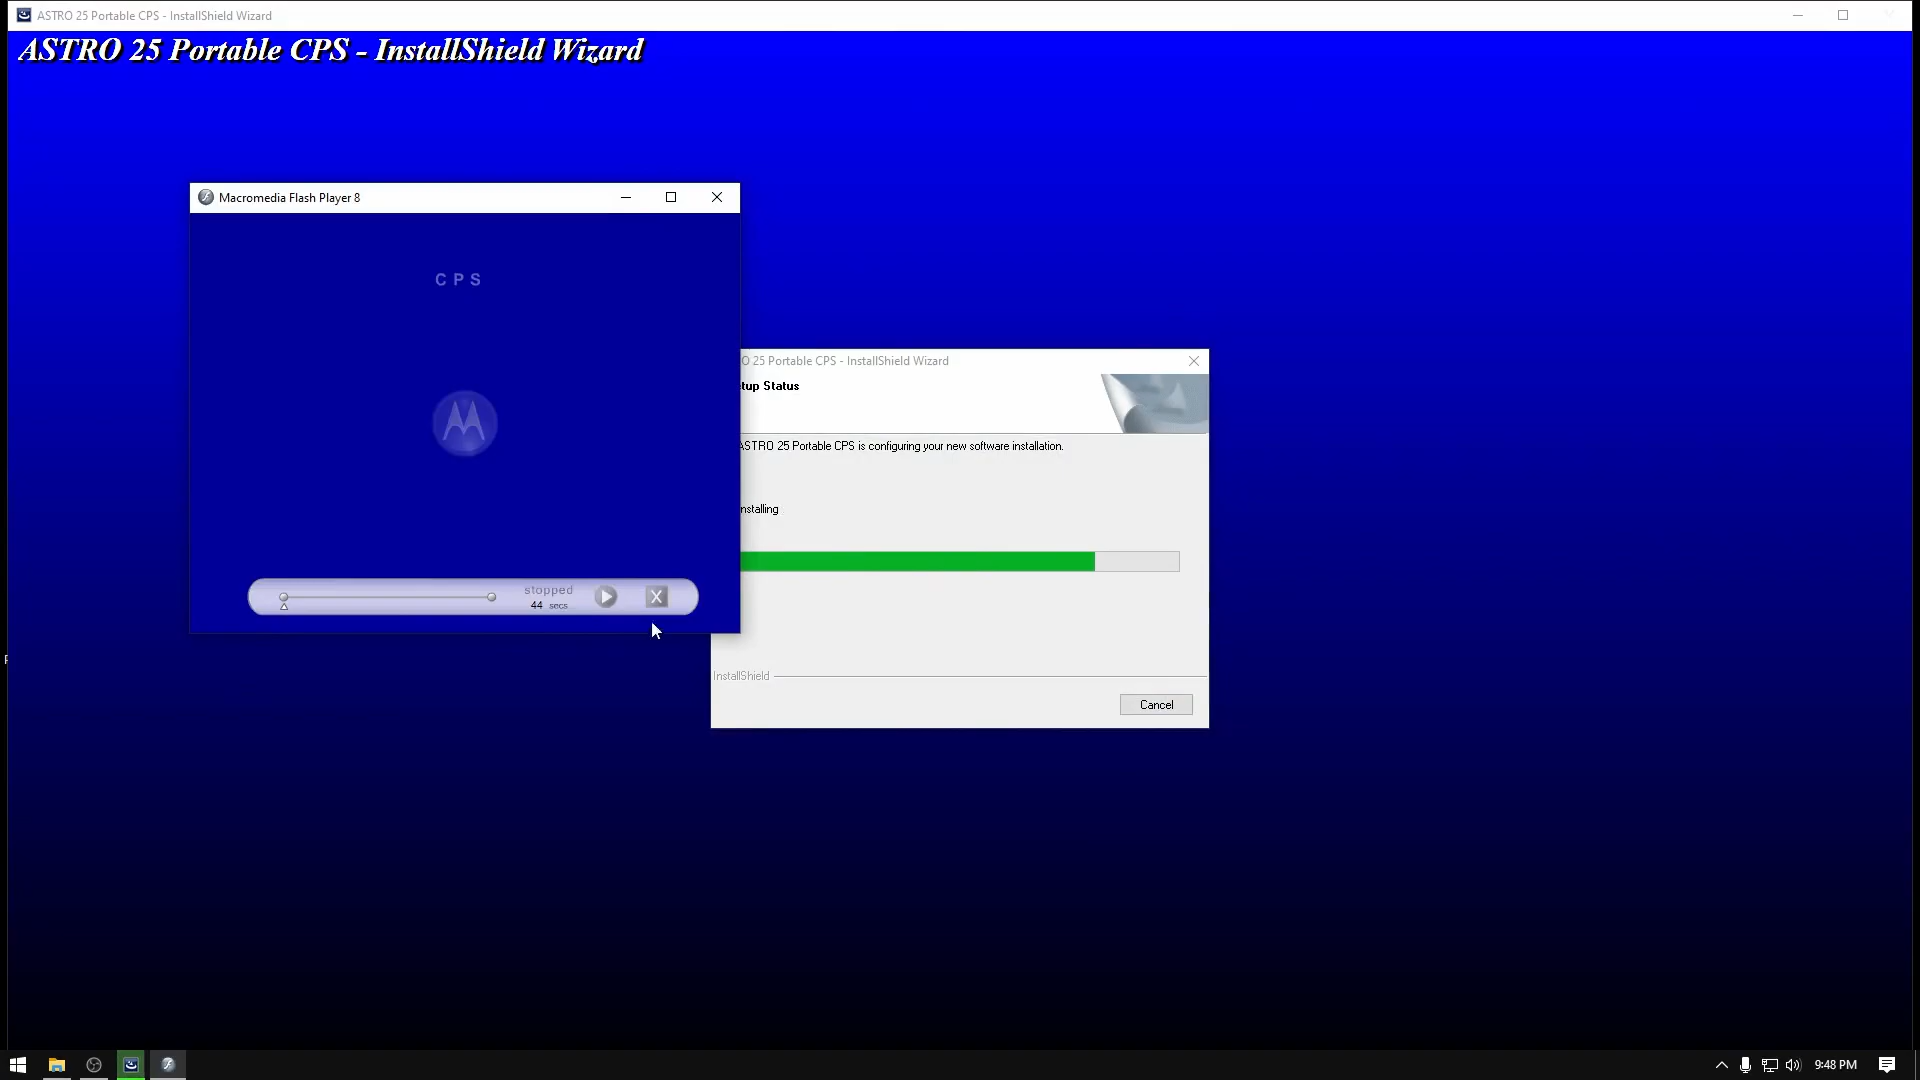 ASTRO 25 Portable CPS - InstallShield Wizard
ASTRO 25 Portable CPS - InstallShield Wizard
Macromedia Flash Player 8
CPS
stopped
44 secs
X
O 25 Portable CPS - InstallShield Wizard
tup Status
ASTRO 25 Portable CPS is configuring your new software installation.
nstalling
InstallShield
Cancel
9:48 PM